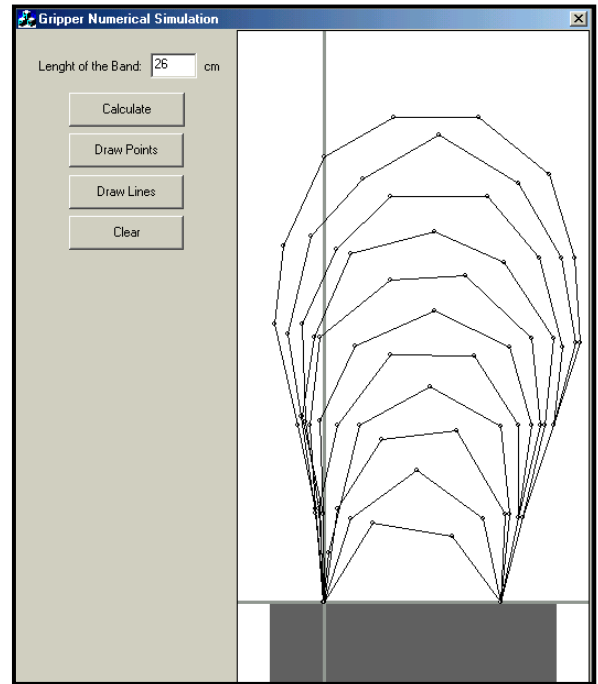 Gripper Numerical Simulation
Lenght of the Band: 26 cm
Calculate
Draw Points
Draw Lines
Clear